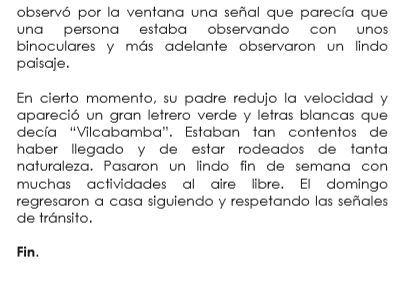 observó por la ventana una señal que parecía que
una persona estaba observando con unos
binoculares y más adelante observaron un lindo
paisaje.
En cierto momento, su padre redujo la velocidad y
apareció un gran letrero verde y letras blancas que
decía “Vilcabamba”. Estaban tan contentos de
haber llegado y de estar rodeados de tanta
naturaleza. Pasaron un lindo fin de semana con
muchas actividades al aire libre. El domingo
regresaron a casa siguiendo y respetando las señales
de tránsito.
Fin.